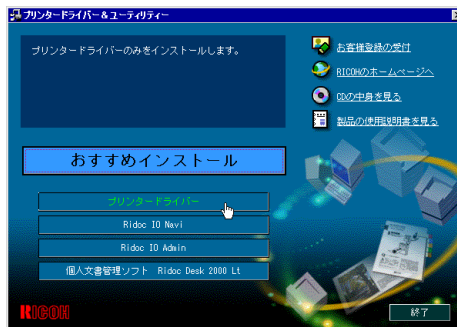 プリンタードライバー＆ユーティリティー
プリンタードライバーのみをインストールします。
お客様登録の受付
RICOHのホームページへ
CDの中身を見る
製品の使用説明書を見る
おすすめインストール
プリンタードライバー
Ridoc IO Navi
Ridoc IO Admin
個人文書管理ソフト Ridoc Desk 2000 Lt
RICOH
終了